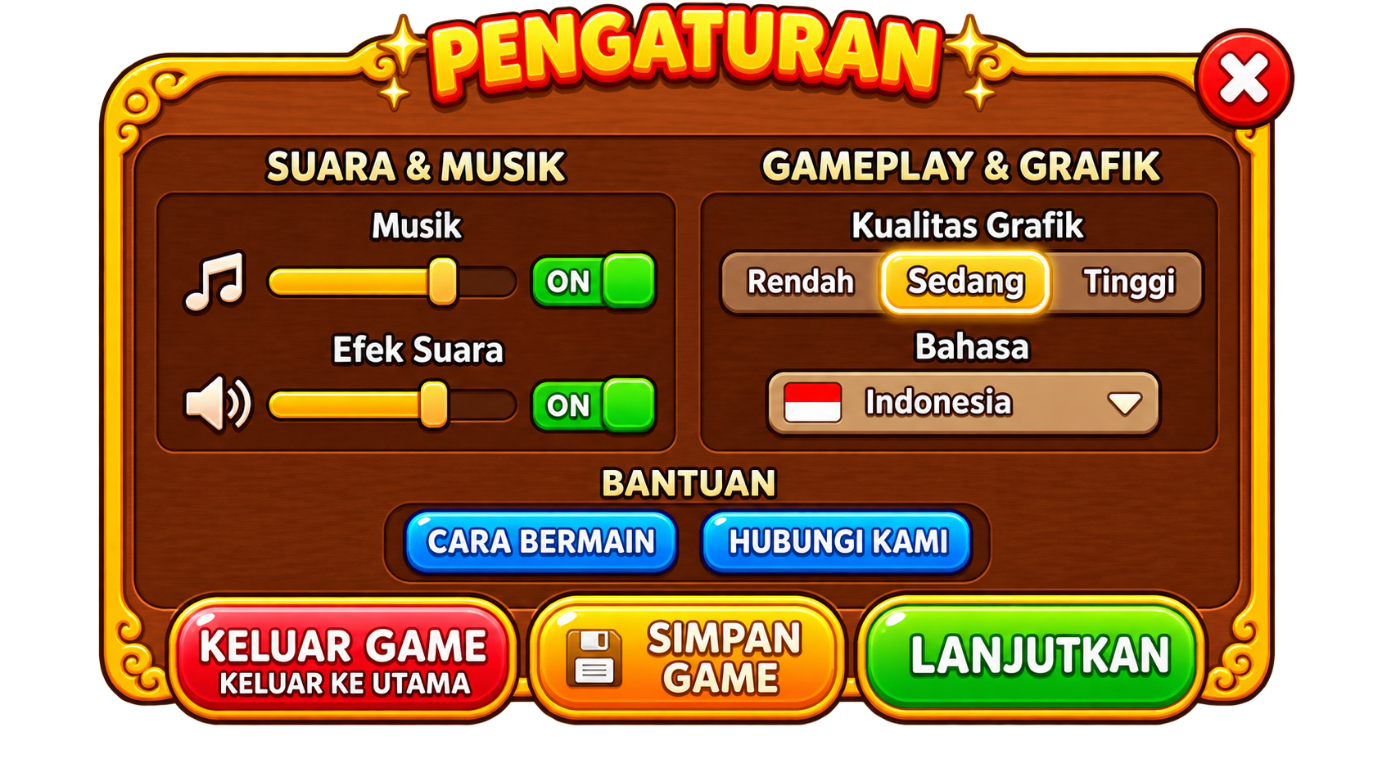 PENGATURAN
SUARA & MUSIK
Musik
ON
Efek Suara
ON
GAMEPLAY & GRAFIK
Kualitas Grafik
Rendah Sedang Tinggi
Bahasa
Indonesia
BANTUAN
CARA BERMAIN
HUBUNGI KAMI
KELUAR GAME
KELUAR KE UTAMA
SIMPAN
GAME
LANJUTKAN